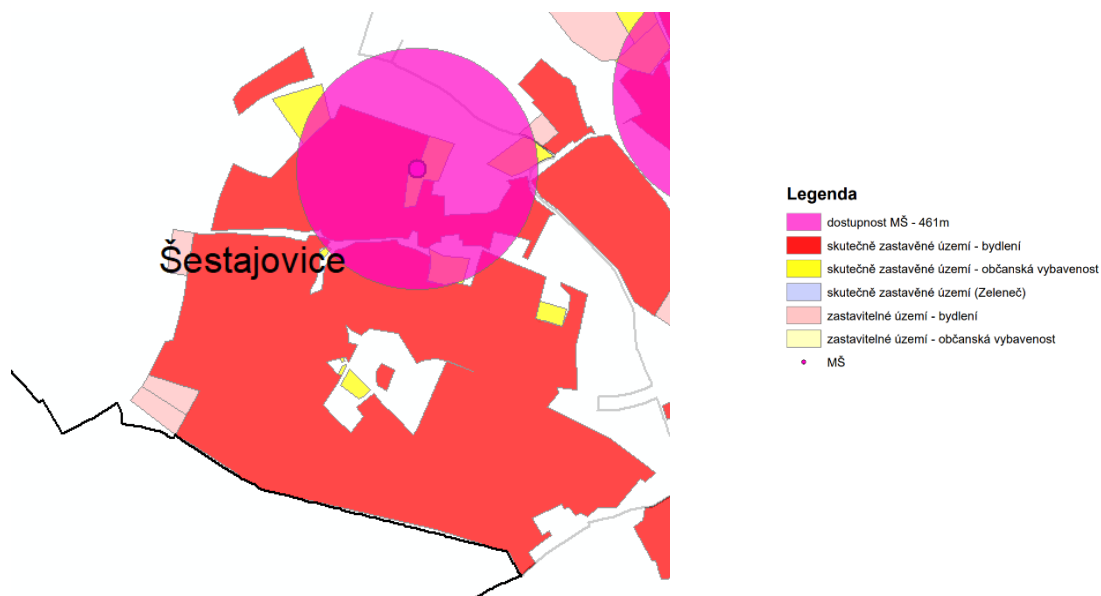 Šestajovice
Legenda
dostupnost MŠ - 461m
skutečně zastavěné území - bydlení
skutečně zastavěné území - občanská vybavenost
skutečně zastavěné území (Zeleneč)
zastavitelné území - bydlení
zastavitelné území - občanská vybavenost
MŠ